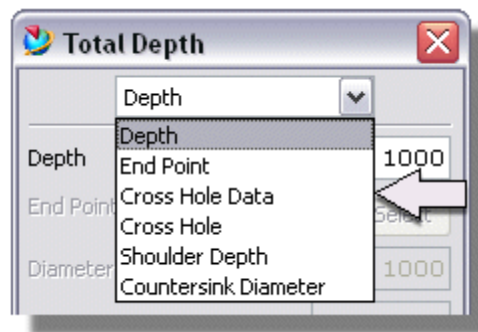 Total Depth
Depth
Depth
Depth 1000
End Point
End Point
Cross Hole Data
Cross Hole
Shoulder Depth
Diameter 1000
Countersink Diameter